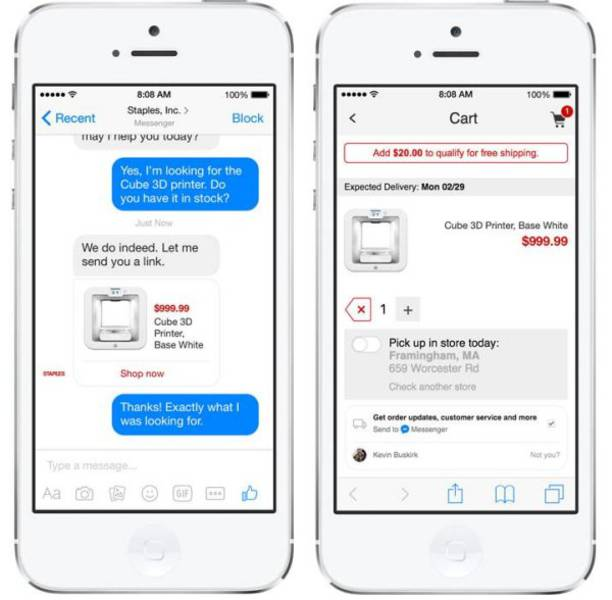 8:08 AM
100%
Recent
Staples, Inc. >
Messenger
Block
may I help you today?
Yes, I'm looking for the
Cube 3D printer. Do
you have it in stock?
Just Now
We do indeed. Let me
send you a link.
$999.99
Cube 3D
Printer,
Base White
STAPLES
Shop now
Thanks! Exactly what I
was looking for.
Type a message...
Aa
GIF
8:08 AM
100%
Cart
1
Add $20.00 to qualify for free shipping.
Expected Delivery: Mon 02/29
Cube 3D Printer, Base White
$999.99
1 +
Pick up in store today:
Framingham, MA
659 Worcester Rd
Check another store
Get order updates, customer service and more
Send to Messenger
Kevin Buskirk
Not you?